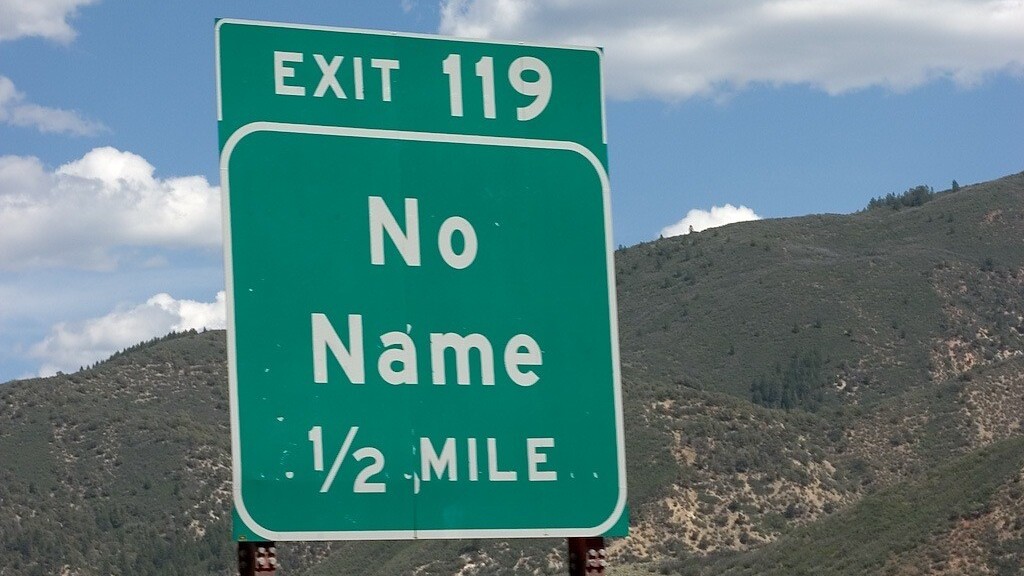 EXIT 119
No
Name
½ MILE